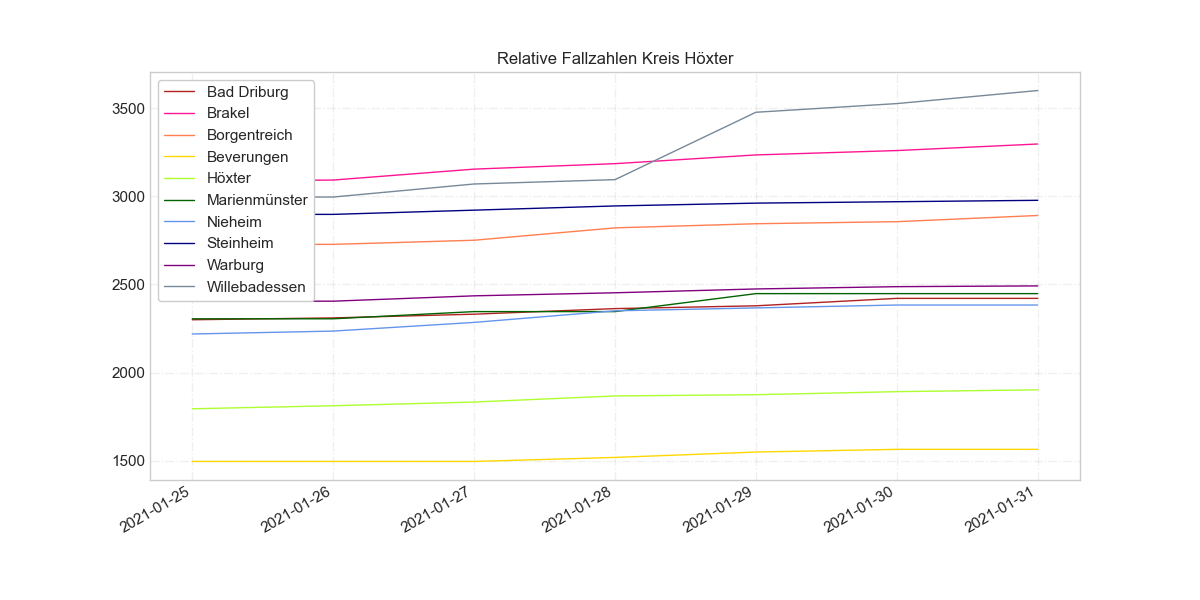 Relative Fallzahlen Kreis Höxter
Bad Driburg
Brakel
Borgentreich
Beverungen
Höxter
Marienmünster
Nieheim
Steinheim
Warburg
Willebadessen
3500
3000
2500
2000
1500
2021-01-25
2021-01-26
2021-01-27
2021-01-28
2021-01-29
2021-01-30
2021-01-31